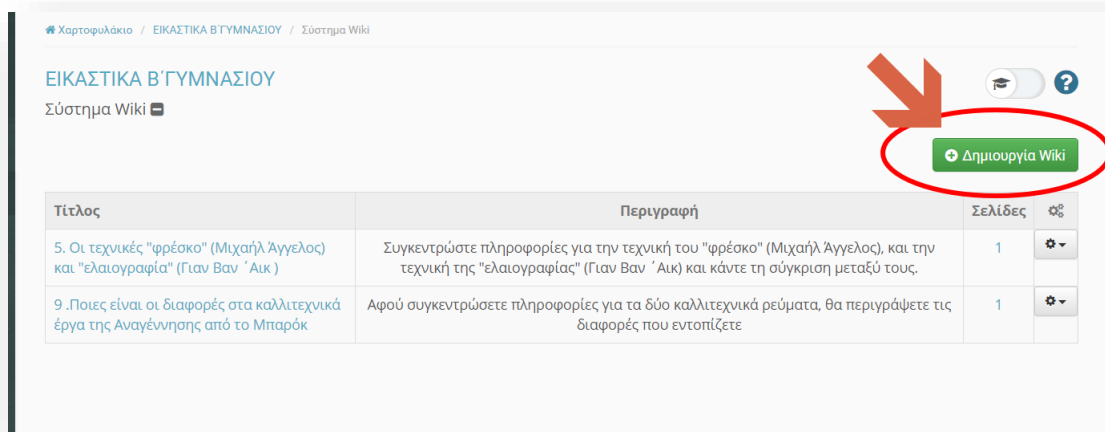 Χαρτοφυλάκιο / ΕΙΚΑΣΤΙΚΑ Β΄ΓΥΜΝΑΣΙΟΥ / Σύστημα Wiki
ΕΙΚΑΣΤΙΚΑ Β΄ΓΥΜΝΑΣΙΟΥ
Σύστημα Wiki
Δημιουργία Wiki
Τίτλος Περιγραφή Σελίδες
5. Οι τεχνικές "φρέσκο" (Μιχαήλ Άγγελος) Συγκεντρώστε πληροφορίες για την τεχνική του "φρέσκο" (Μιχαήλ Άγγελος), και την 1
και "ελαιογραφία" (Γιαν Βαν ΄Αικ ) τεχνική της "ελαιογραφίας" (Γιαν Βαν ΄Αικ) και κάντε τη σύγκριση μεταξύ τους.
9 .Ποιες είναι οι διαφορές στα καλλιτεχνικά Αφού συγκεντρώσετε πληροφορίες για τα δύο καλλιτεχνικά ρεύματα, θα περιγράψετε τις 1
έργα της Αναγέννησης από το Μπαρόκ διαφορές που εντοπίζετε